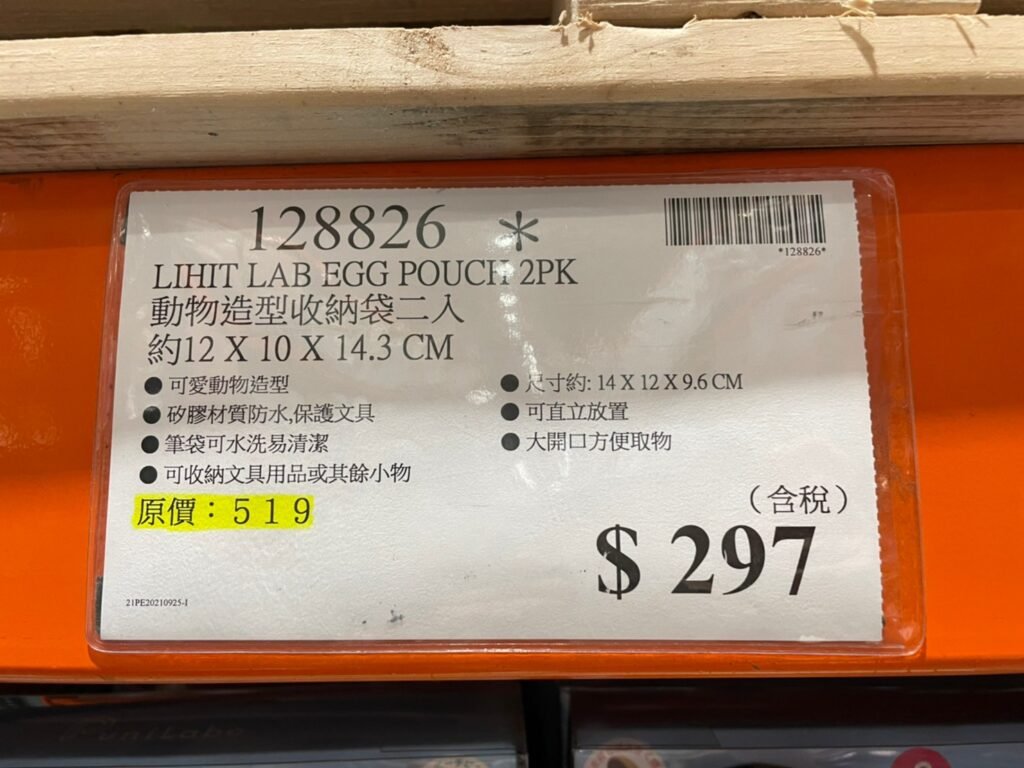 128826 *
*128826*
LIHIT LAB EGG POUCH 2PK
動物造型收納袋二入
約12 X 10 X 14.3 CM
● 可愛動物造型
● 矽膠材質防水,保護文具
● 筆袋可水洗易清潔
● 可收納文具用品或其餘小物
● 尺寸約: 14 X 12 X 9.6 CM
● 可直立放置
● 大開口方便取物
原價：519
（含稅）
$ 297
21PE20210925-1
FuniLabo